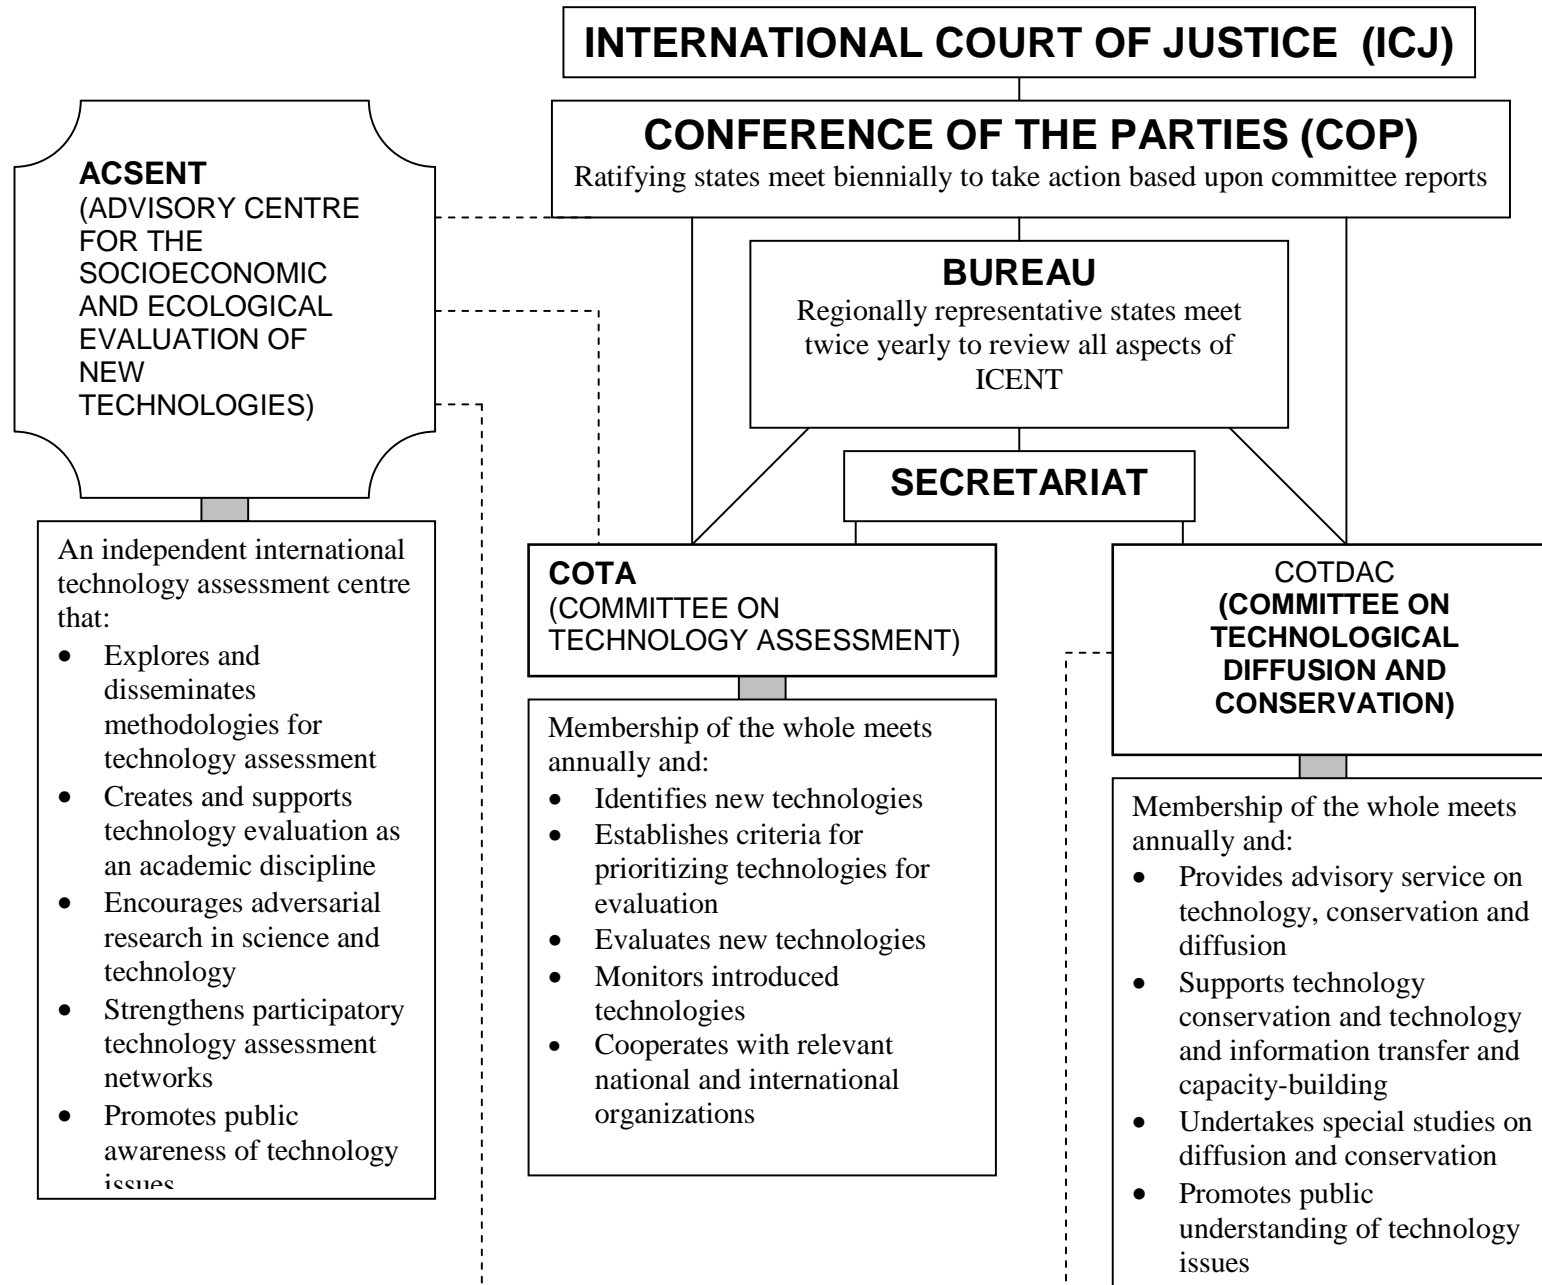 INTERNATIONAL COURT OF JUSTICE (ICJ)
CONFERENCE OF THE PARTIES (COP)
Ratifying states meet biennially to take action based upon committee reports
ACSENT
(ADVISORY CENTRE
FOR THE
SOCIOECONOMIC
AND ECOLOGICAL
EVALUATION OF
NEW
TECHNOLOGIES)
BUREAU
Regionally representative states meet
twice yearly to review all aspects of
ICENT
SECRETARIAT
An independent international
technology assessment centre
that:
• Explores and
disseminates
methodologies for
technology assessment
• Creates and supports
technology evaluation as
an academic discipline
• Encourages adversarial
research in science and
technology
• Strengthens participatory
technology assessment
networks
• Promotes public
awareness of technology
issues
COTA
(COMMITTEE ON
TECHNOLOGY ASSESSMENT)
Membership of the whole meets
annually and:
• Identifies new technologies
• Establishes criteria for
prioritizing technologies for
evaluation
• Evaluates new technologies
• Monitors introduced
technologies
• Cooperates with relevant
national and international
organizations
COTDAC
(COMMITTEE ON
TECHNOLOGICAL
DIFFUSION AND
CONSERVATION)
Membership of the whole meets
annually and:
• Provides advisory service on
technology, conservation and
diffusion
• Supports technology
conservation and technology
and information transfer and
capacity-building
• Undertakes special studies on
diffusion and conservation
• Promotes public
understanding of technology
issues